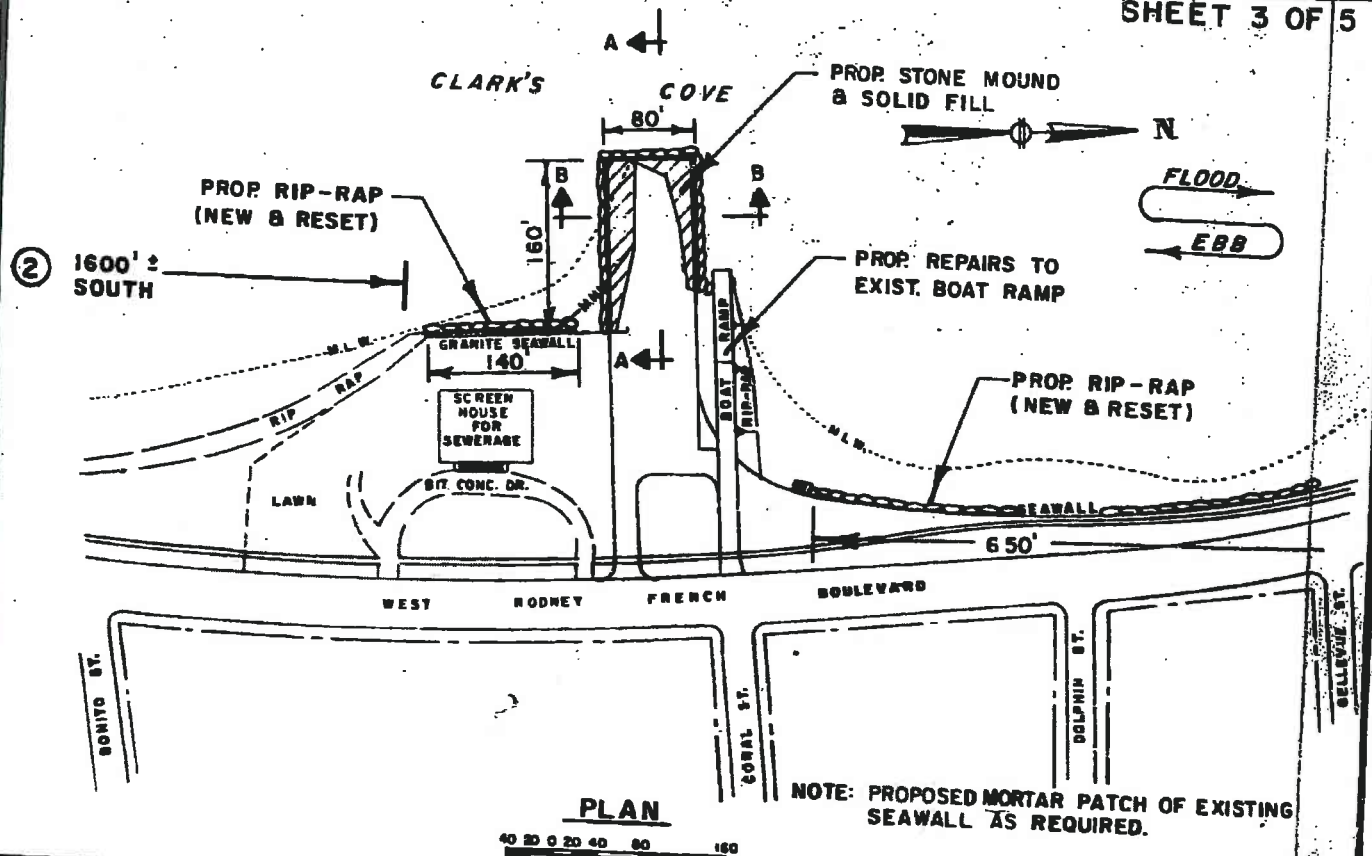 SHEET 3 OF 5
A
CLARK'S COVE
PROP. STONE MOUND
& SOLID FILL
80'
N
B
B
FLOOD
EBB
PROP. RIP-RAP
(NEW & RESET)
160'
② 1600' ±
SOUTH
PROP. REPAIRS TO
EXIST. BOAT RAMP
M.L.W.
GRANITE SEAWALL
A
140'
BOAT RAMP
RIP-RAP
RIP RAP
SCREEN
HOUSE
FOR
SEWERAGE
PROP. RIP-RAP
(NEW & RESET)
M.L.W.
BIT. CONC. DR.
LAWN
SEAWALL
650'
WEST RODNEY FRENCH BOULEVARD
BONITO ST.
CORAL ST.
DOLPHIN ST.
BELLEVUE ST.
NOTE: PROPOSED MORTAR PATCH OF EXISTING
SEAWALL AS REQUIRED.
PLAN
40 20 0 20 40 80 160